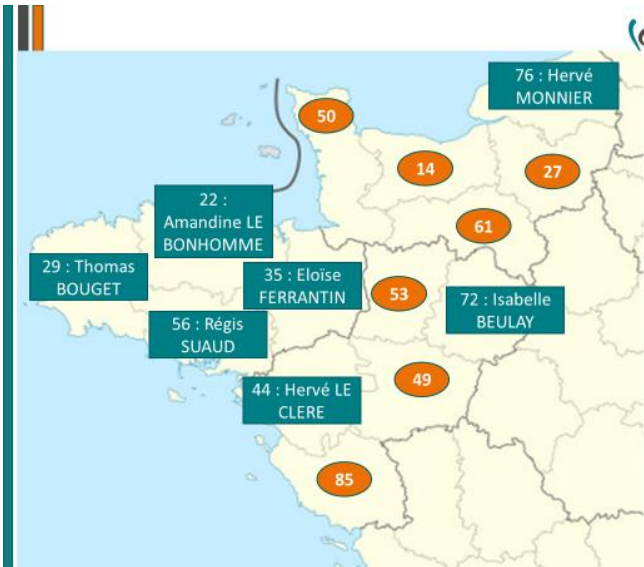 76 : Hervé
MONNIER
50
14
27
22 :
Amandine LE
BONHOMME
61
29 : Thomas
BOUGET
35 : Eloïse
FERRANTIN
53
72 : Isabelle
BEULAY
56 : Régis
SUAUD
49
44 : Hervé LE
CLERE
85